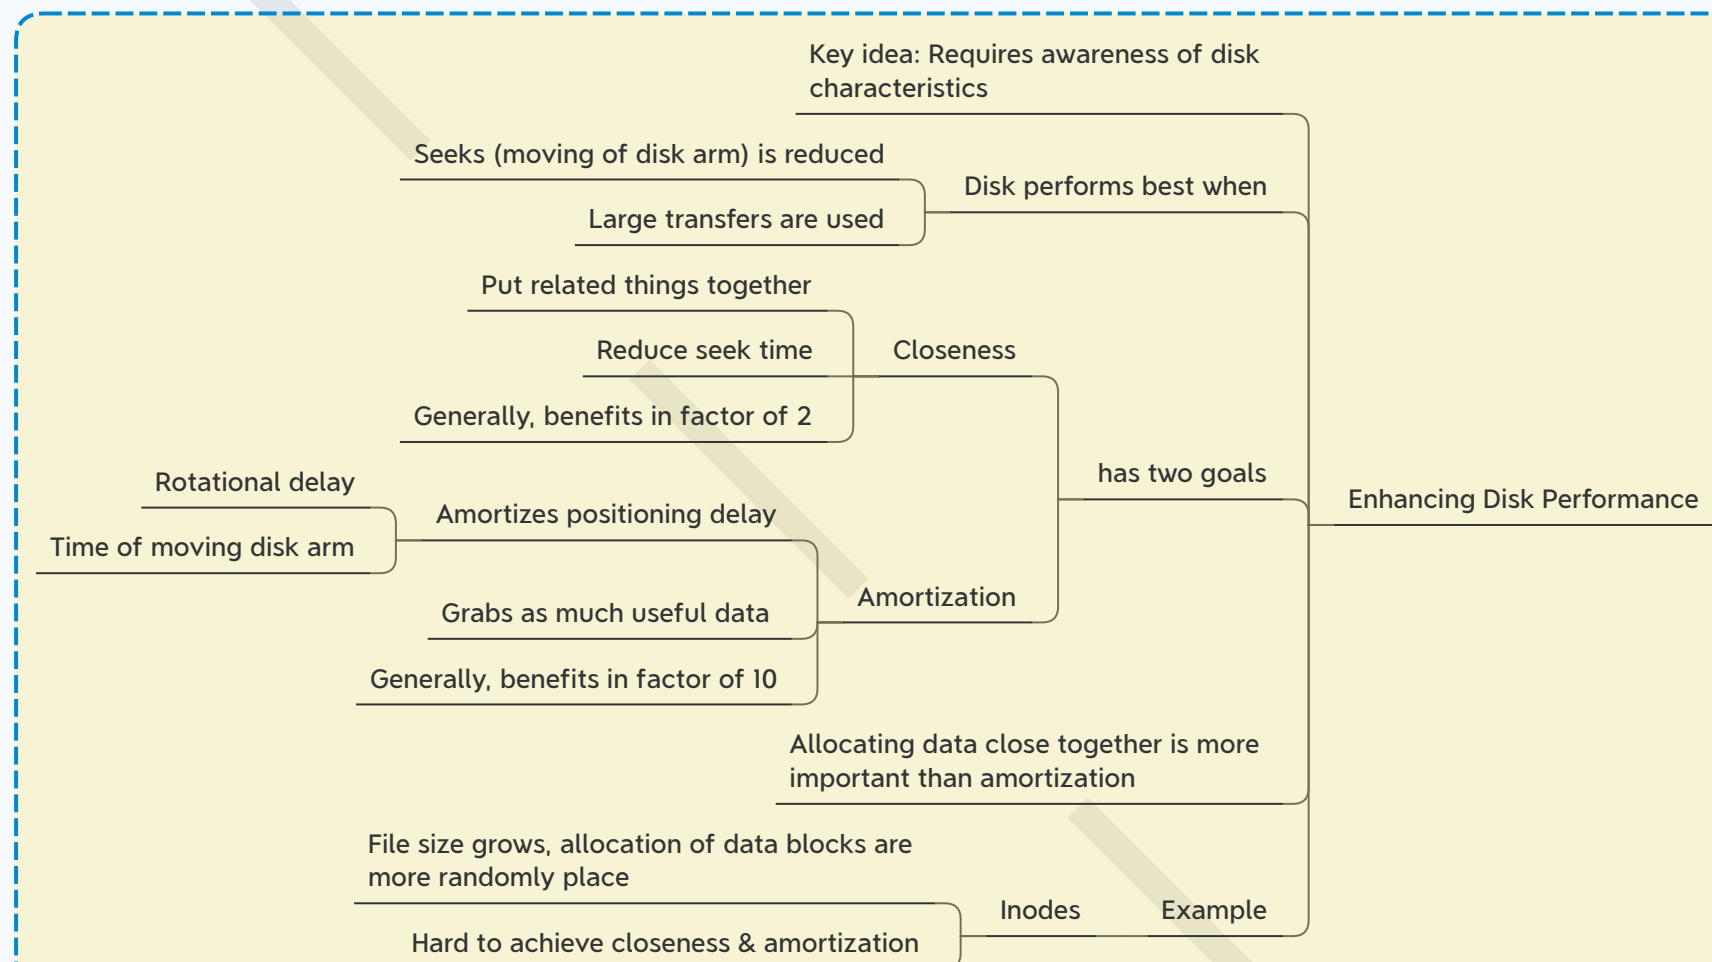 Key idea: Requires awareness of disk
characteristics
Seeks (moving of disk arm) is reduced
Disk performs best when
Large transfers are used
Put related things together
Reduce seek time
Closeness
Generally, benefits in factor of 2
has two goals
Rotational delay
Enhancing Disk Performance
Amortizes positioning delay
Time of moving disk arm
Amortization
Grabs as much useful data
Generally, benefits in factor of 10
Allocating data close together is more
important than amortization
File size grows, allocation of data blocks are
more randomly place
Inodes
Example
Hard to achieve closeness & amortization